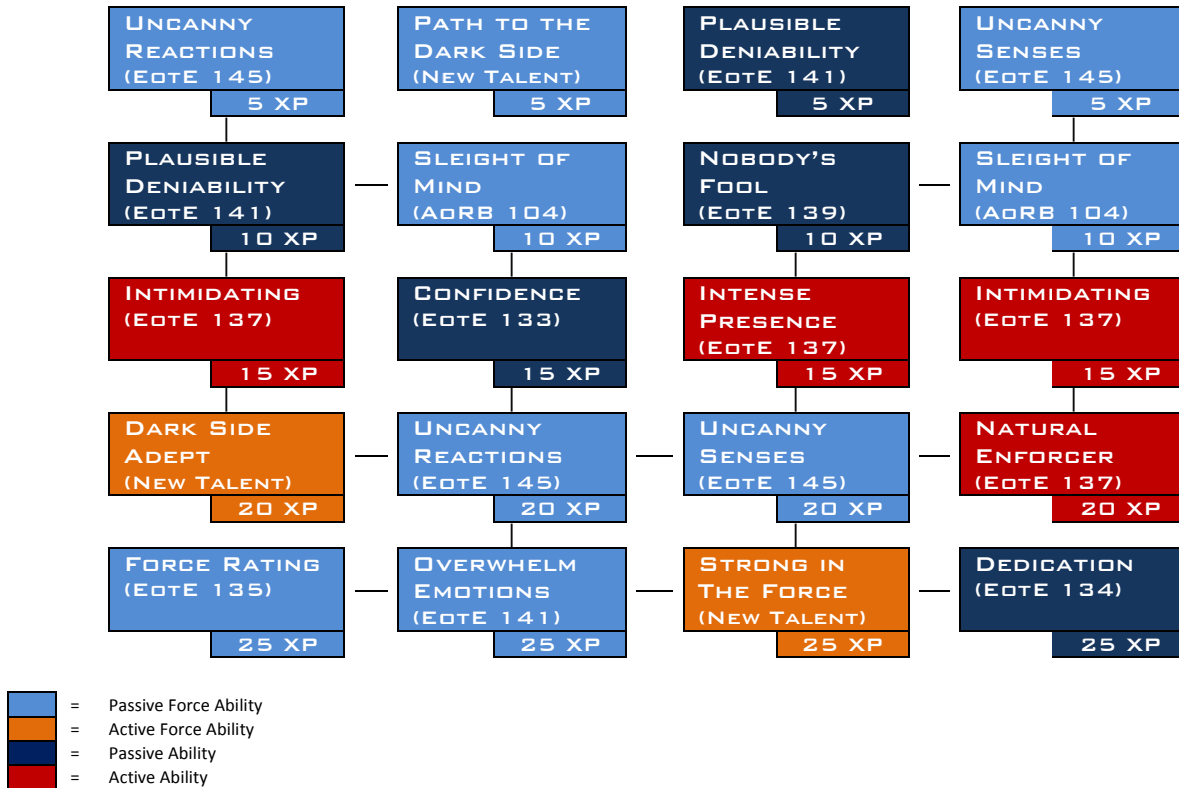 UNCANNY
REACTIONS
(EOTE 145)
5 XP
PATH TO THE
DARK SIDE
(NEW TALENT)
5 XP
PLAUSIBLE
DENIABILITY
(EOTE 141)
5 XP
UNCANNY
SENSES
(EOTE 145)
5 XP
PLAUSIBLE
DENIABILITY
(EOTE 141)
10 XP
SLEIGHT OF
MIND
(AORB 104)
10 XP
NOBODY'S
FOOL
(EOTE 139)
10 XP
SLEIGHT OF
MIND
(AORB 104)
10 XP
INTIMIDATING
(EOTE 137)
15 XP
CONFIDENCE
(EOTE 133)
15 XP
INTENSE
PRESENCE
(EOTE 137)
15 XP
INTIMIDATING
(EOTE 137)
15 XP
DARK SIDE
ADEPT
(NEW TALENT)
20 XP
UNCANNY
REACTIONS
(EOTE 145)
20 XP
UNCANNY
SENSES
(EOTE 145)
20 XP
NATURAL
ENFORCER
(EOTE 137)
20 XP
FORCE RATING
(EOTE 135)
25 XP
OVERWHELM
EMOTIONS
(EOTE 141)
25 XP
STRONG IN
THE FORCE
(NEW TALENT)
25 XP
DEDICATION
(EOTE 134)
25 XP
= Passive Force Ability
= Active Force Ability
= Passive Ability
= Active Ability